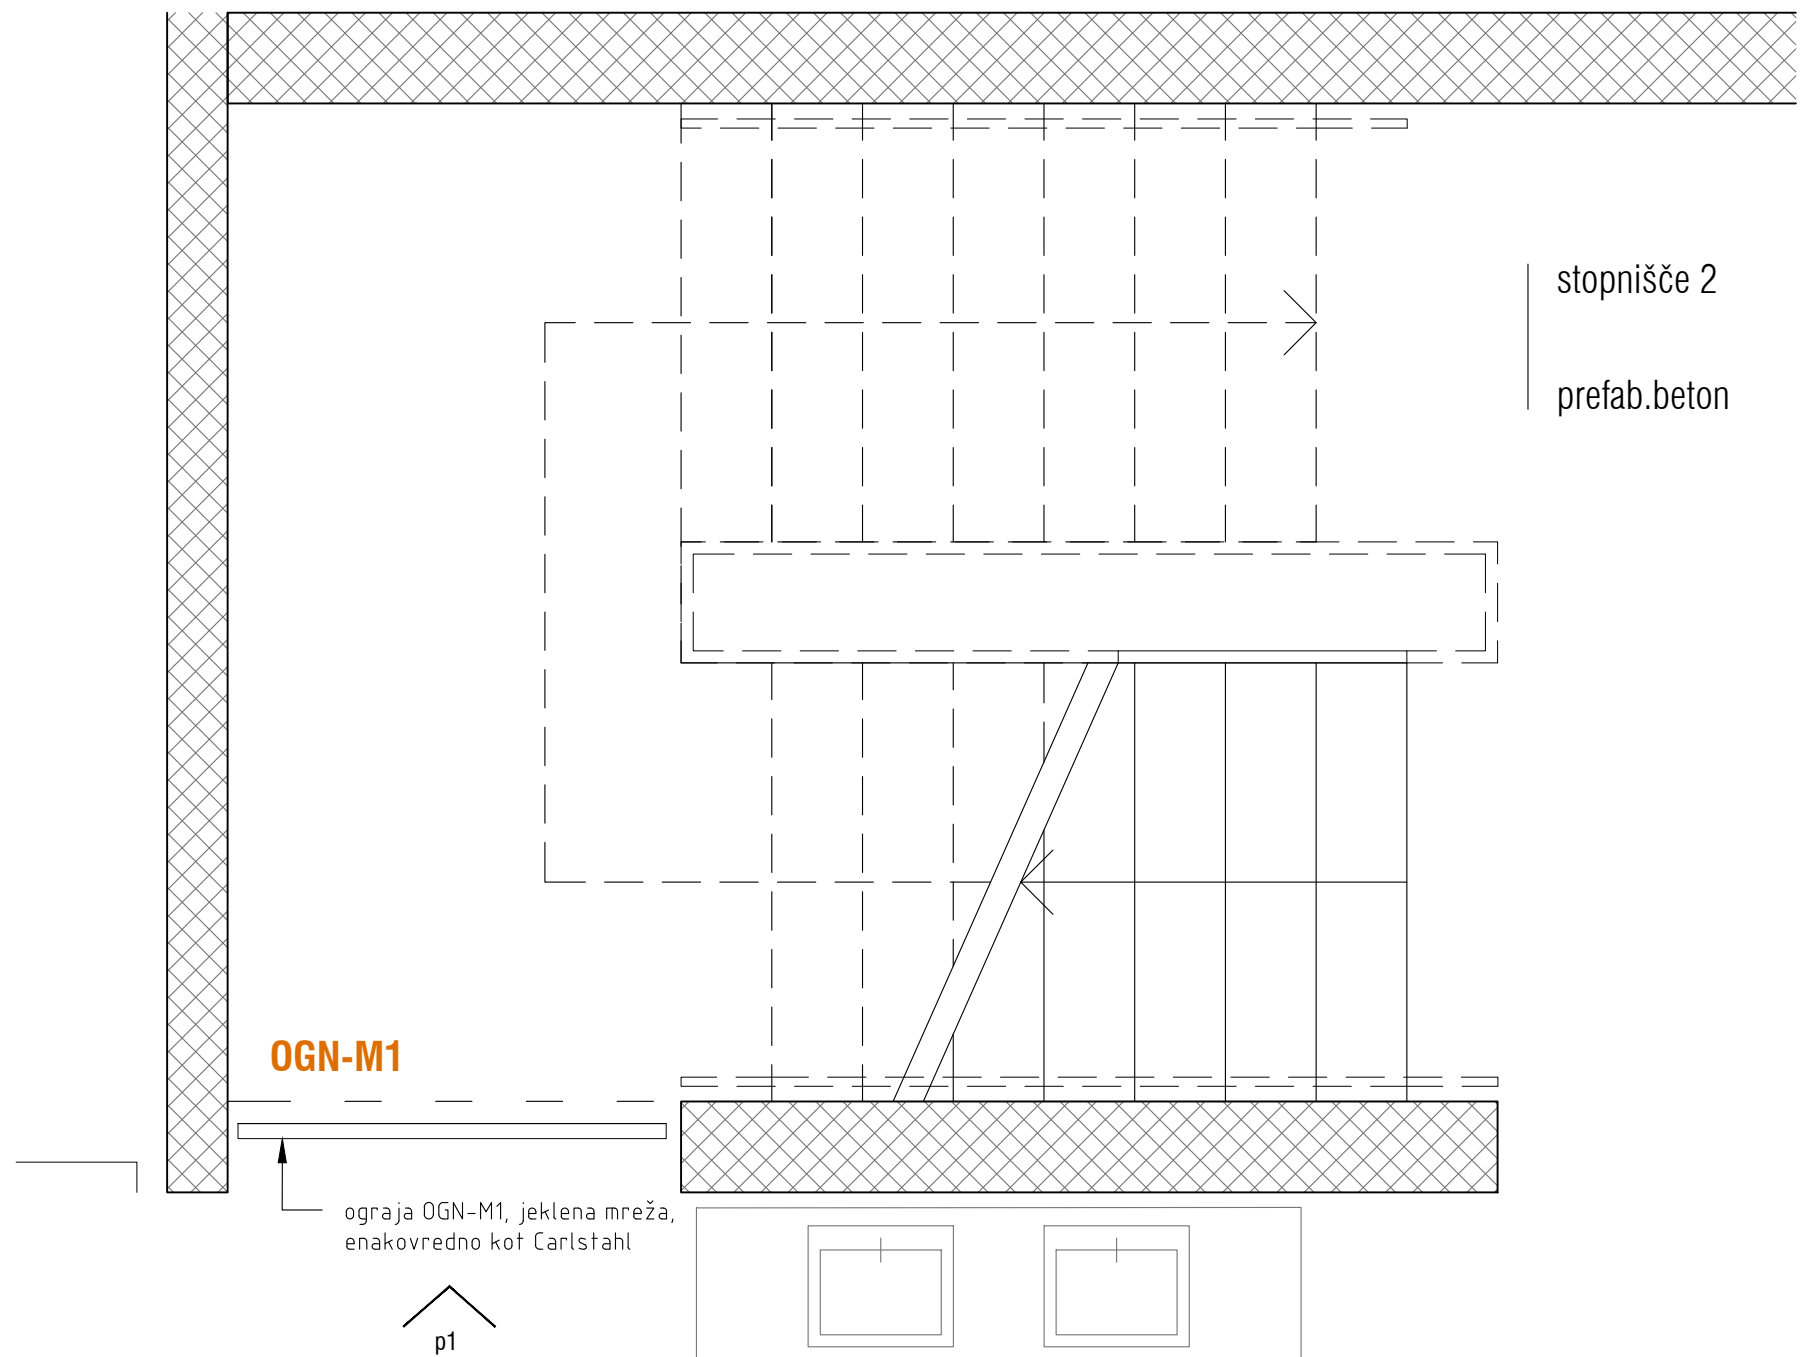 stopnišče 2
prefab.beton
OGN-M1
ograja OGN-M1, jeklena mreža,
enakovredno kot Carlstahl
p1